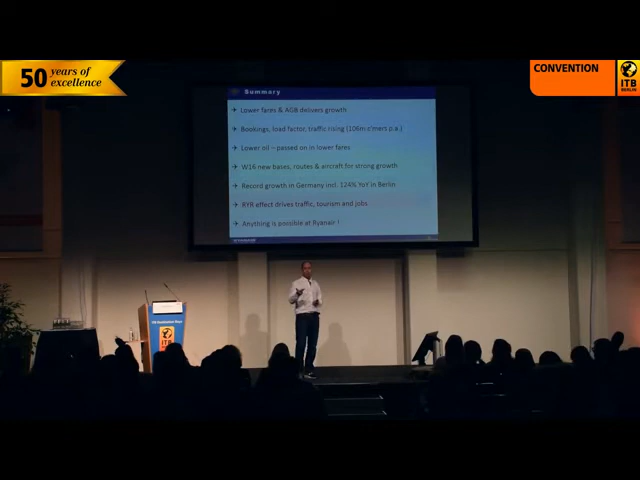 50 years of
excellence
CONVENTION
ITB
BERLIN
Summary
Lower fares & AGB delivers growth
Bookings, load factor, traffic rising (106m c'mers p.a.)
Lower oil – passed on in lower fares
W16 new bases, routes & aircraft for strong growth
Record growth in Germany incl. 124% YoY in Berlin
RYR effect drives traffic, tourism and jobs
Anything is possible at Ryanair !
ITB